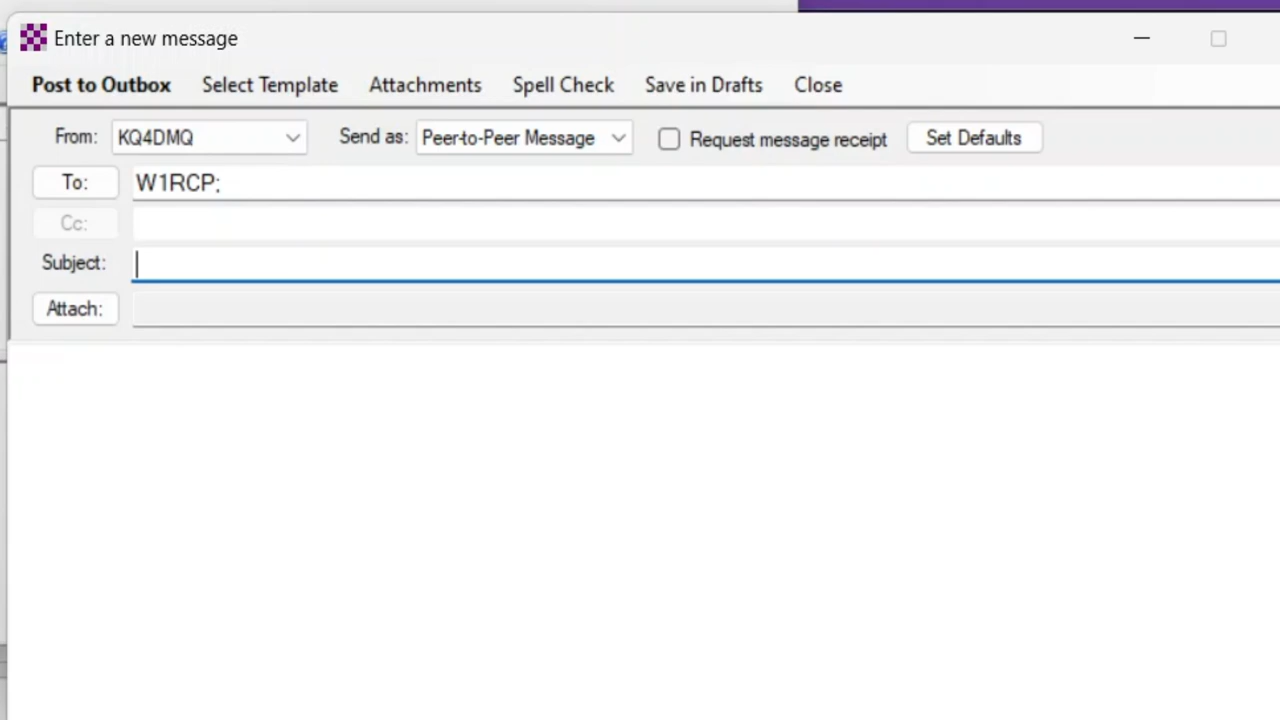 Enter a new message
Post to Outbox Select Template Attachments Spell Check Save in Drafts Close
From: KQ4DMQ Send as: Peer-to-Peer Message Request message receipt Set Defaults
To: W1RCP;
Cc:
Subject:
Attach: